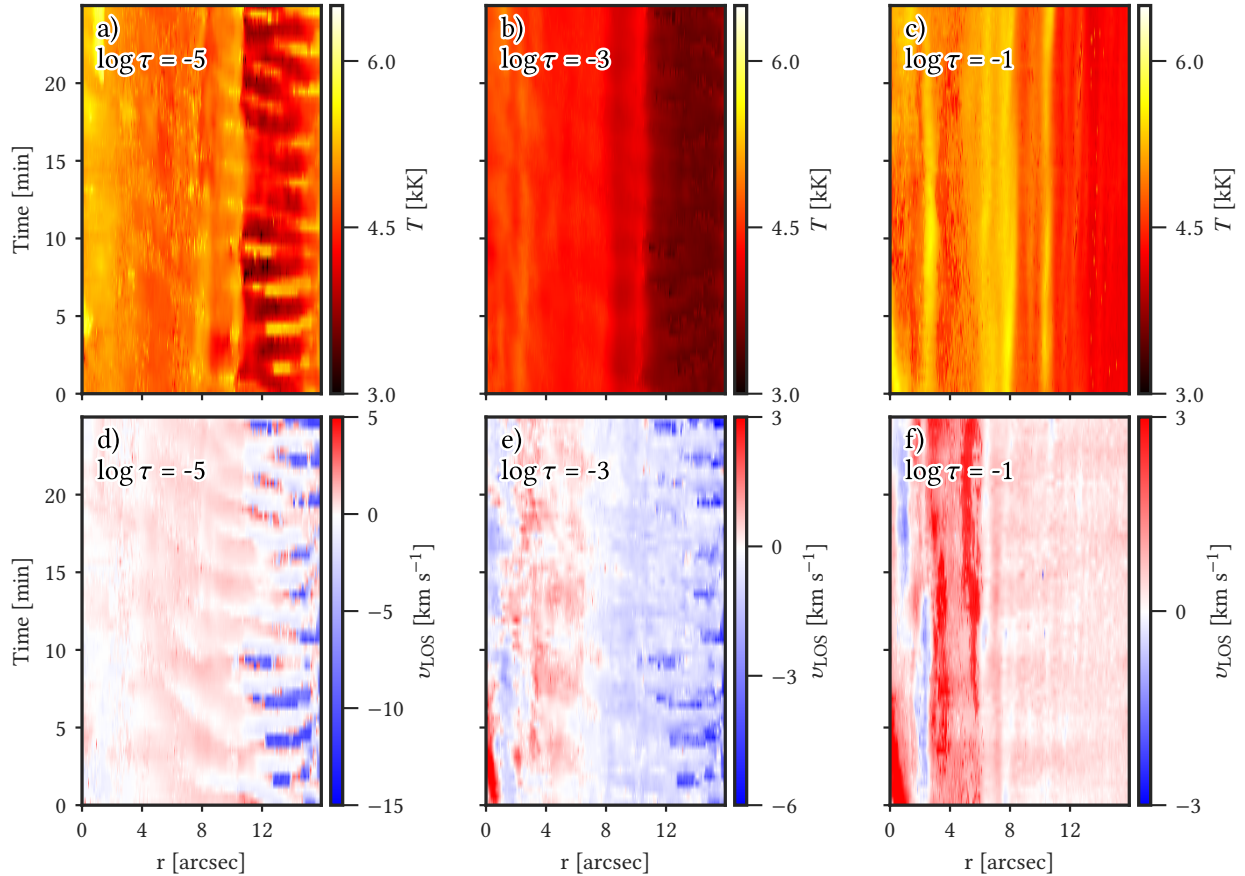 a)
log τ = -5
b)
log τ = -3
c)
log τ = -1
Time [min]
20
15
10
5
0
6.0
4.5
3.0
T [kK]
6.0
4.5
3.0
T [kK]
6.0
4.5
3.0
T [kK]
d)
log τ = -5
e)
log τ = -3
f)
log τ = -1
Time [min]
20
15
10
5
0
5
0
−5
−10
−15
υLOS [km s⁻¹]
3
0
−3
−6
υLOS [km s⁻¹]
3
0
−3
υLOS [km s⁻¹]
0 4 8 12
r [arcsec]
0 4 8 12
r [arcsec]
0 4 8 12
r [arcsec]